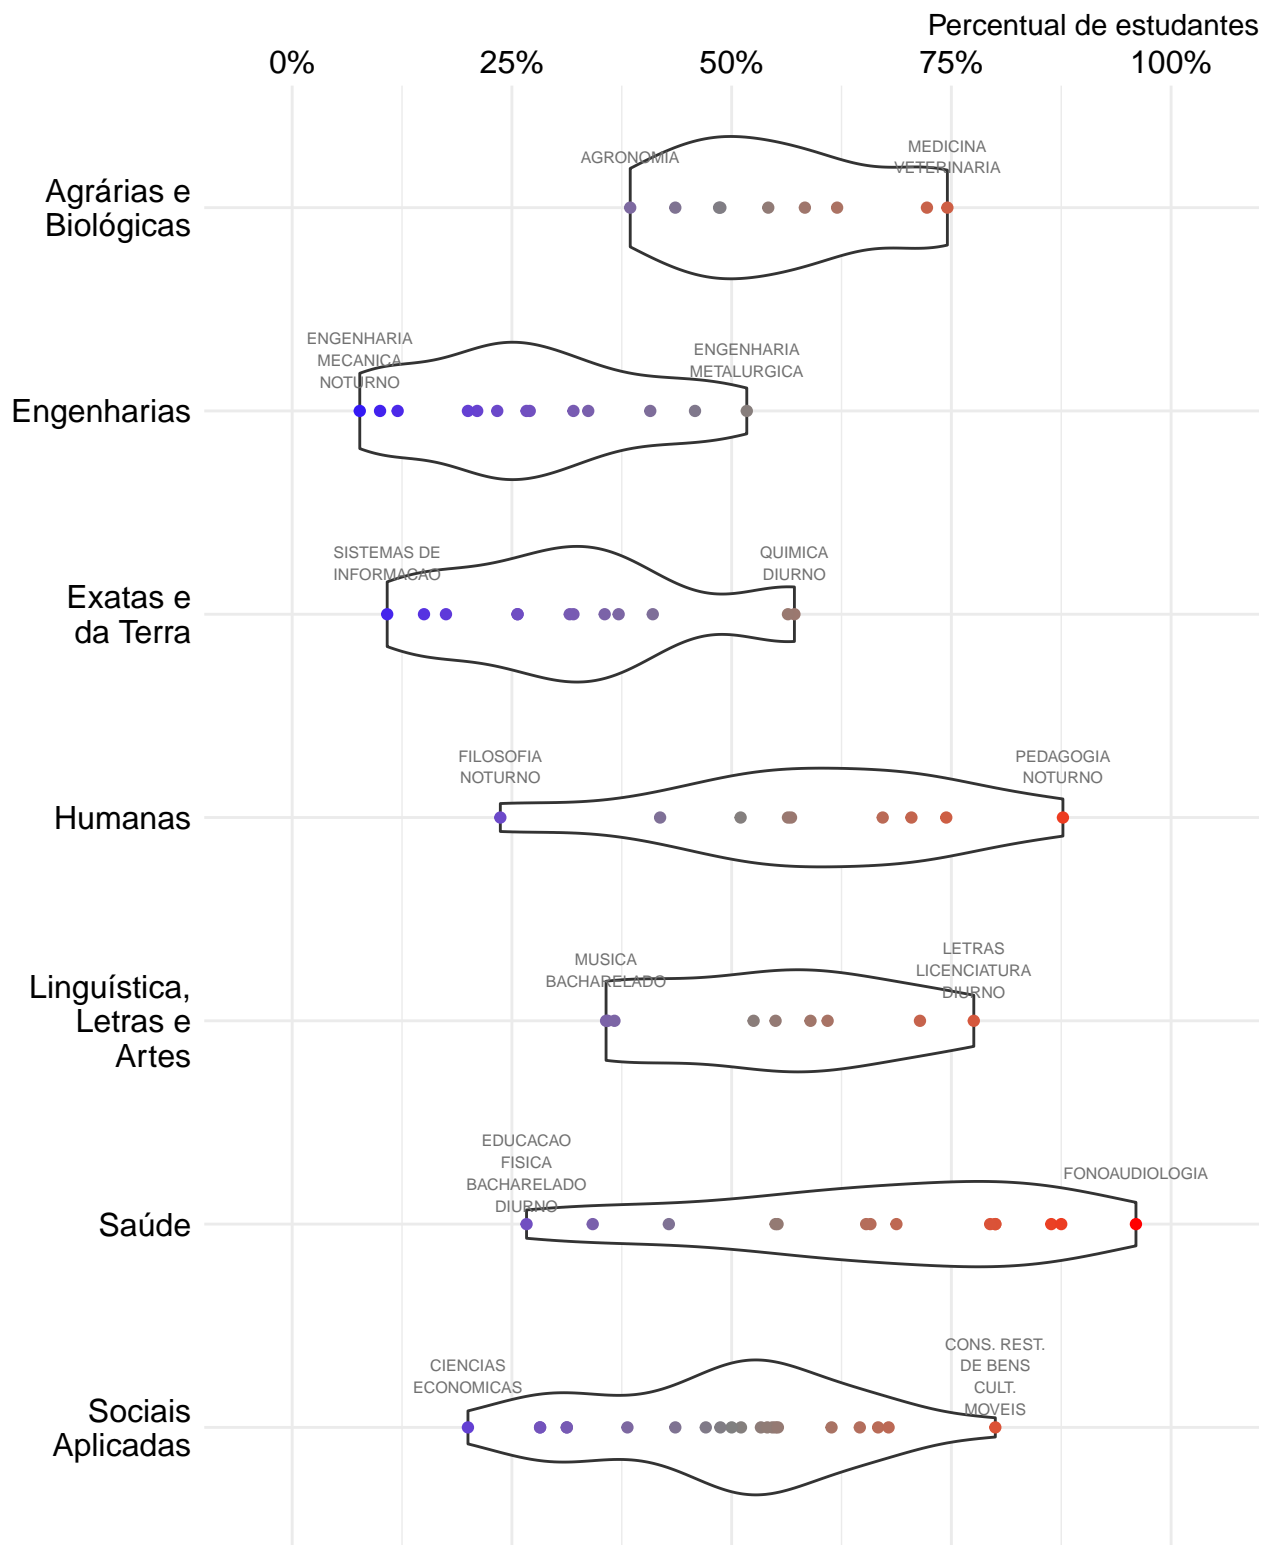 Percentual de estudantes
0% 25% 50% 75% 100%
AGRONOMIA
MEDICINA
VETERINARIA
Agrárias e
Biológicas
ENGENHARIA
MECANICA
NOTURNO
ENGENHARIA
METALURGICA
Engenharias
SISTEMAS DE
INFORMACAO
QUIMICA
DIURNO
Exatas e
da Terra
FILOSOFIA
NOTURNO
PEDAGOGIA
NOTURNO
Humanas
MUSICA
BACHARELADO
LETRAS
LICENCIATURA
DIURNO
Linguística,
Letras e
Artes
EDUCACAO
FISICA
BACHARELADO
DIURNO
FONOAUDIOLOGIA
Saúde
CIENCIAS
ECONOMICAS
CONS. REST.
DE BENS
CULT.
MOVEIS
Sociais
Aplicadas